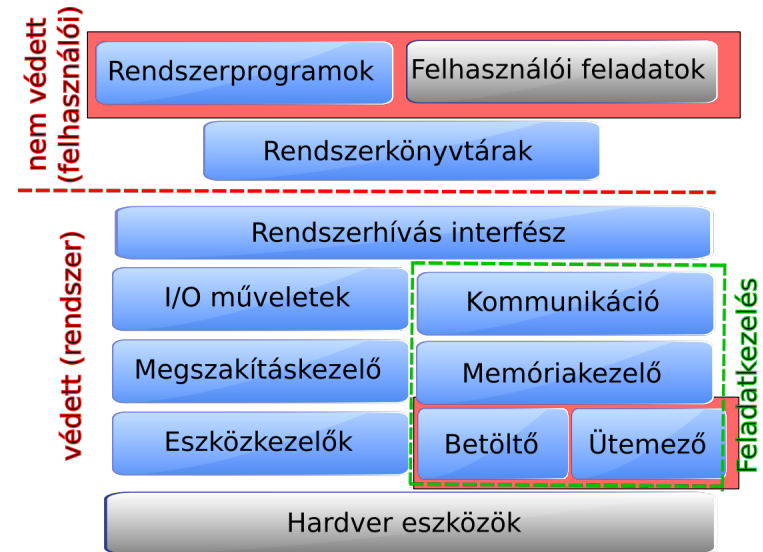 nem védett
(felhasználói)
Rendszerprogramok
Felhasználói feladatok
Rendszerkönyvtárak
védett (rendszer)
Rendszerhívás interfész
I/O műveletek
Kommunikáció
Megszakításkezelő
Memóriakezelő
Eszközkezelők
Betöltő
Ütemező
Feladatkezelés
Hardver eszközök